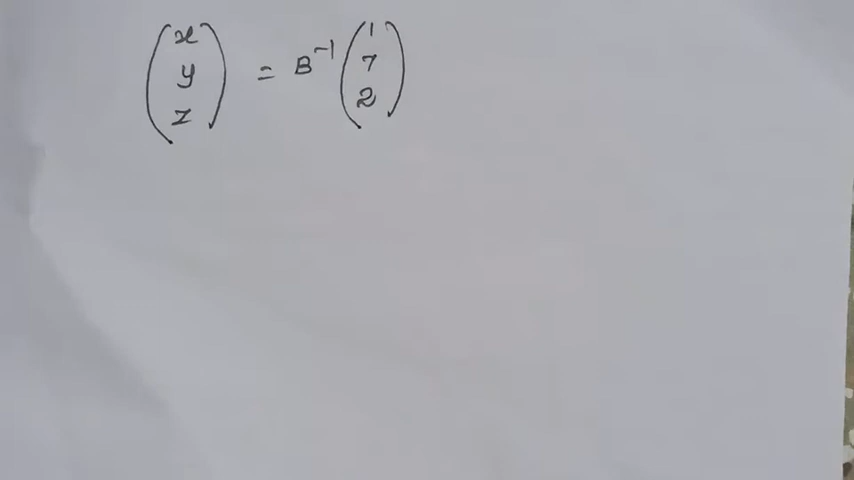 (x y z) = B⁻¹ (1 7 2)